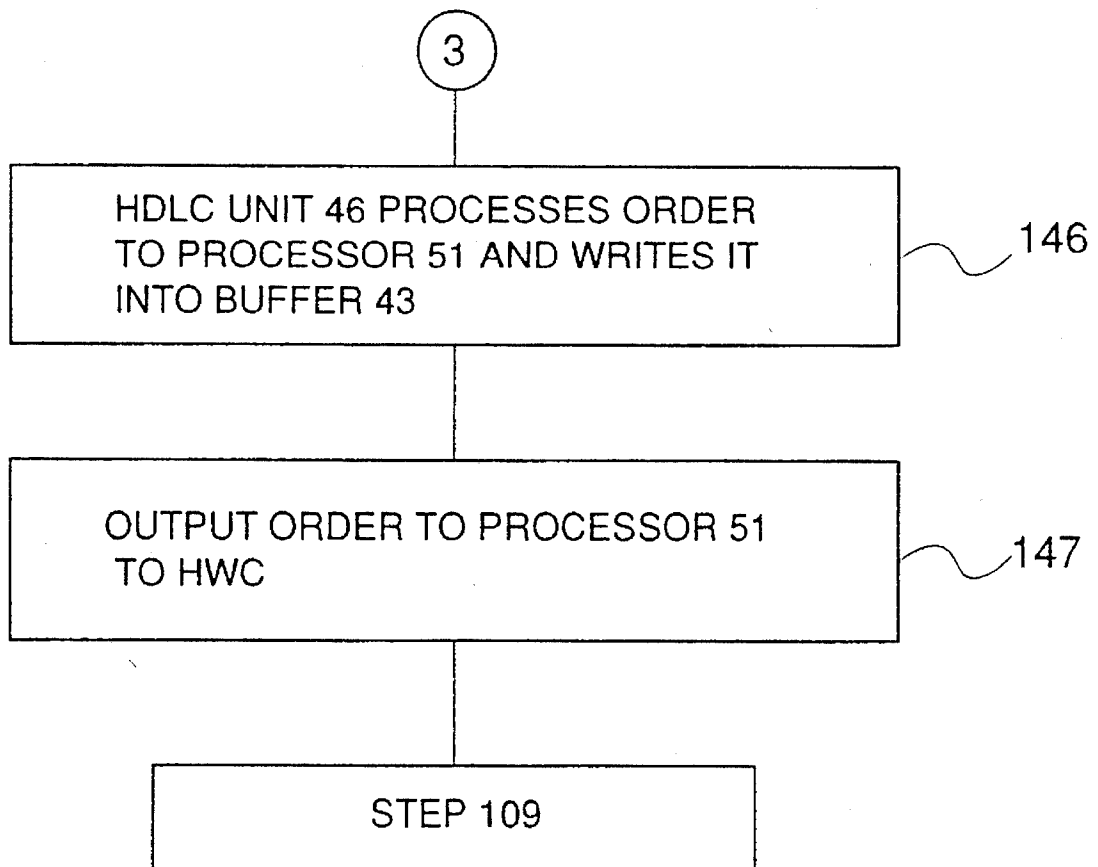 3
HDLC UNIT 46 PROCESSES ORDER
TO PROCESSOR 51 AND WRITES IT
INTO BUFFER 43
146
OUTPUT ORDER TO PROCESSOR 51
TO HWC
147
STEP 109